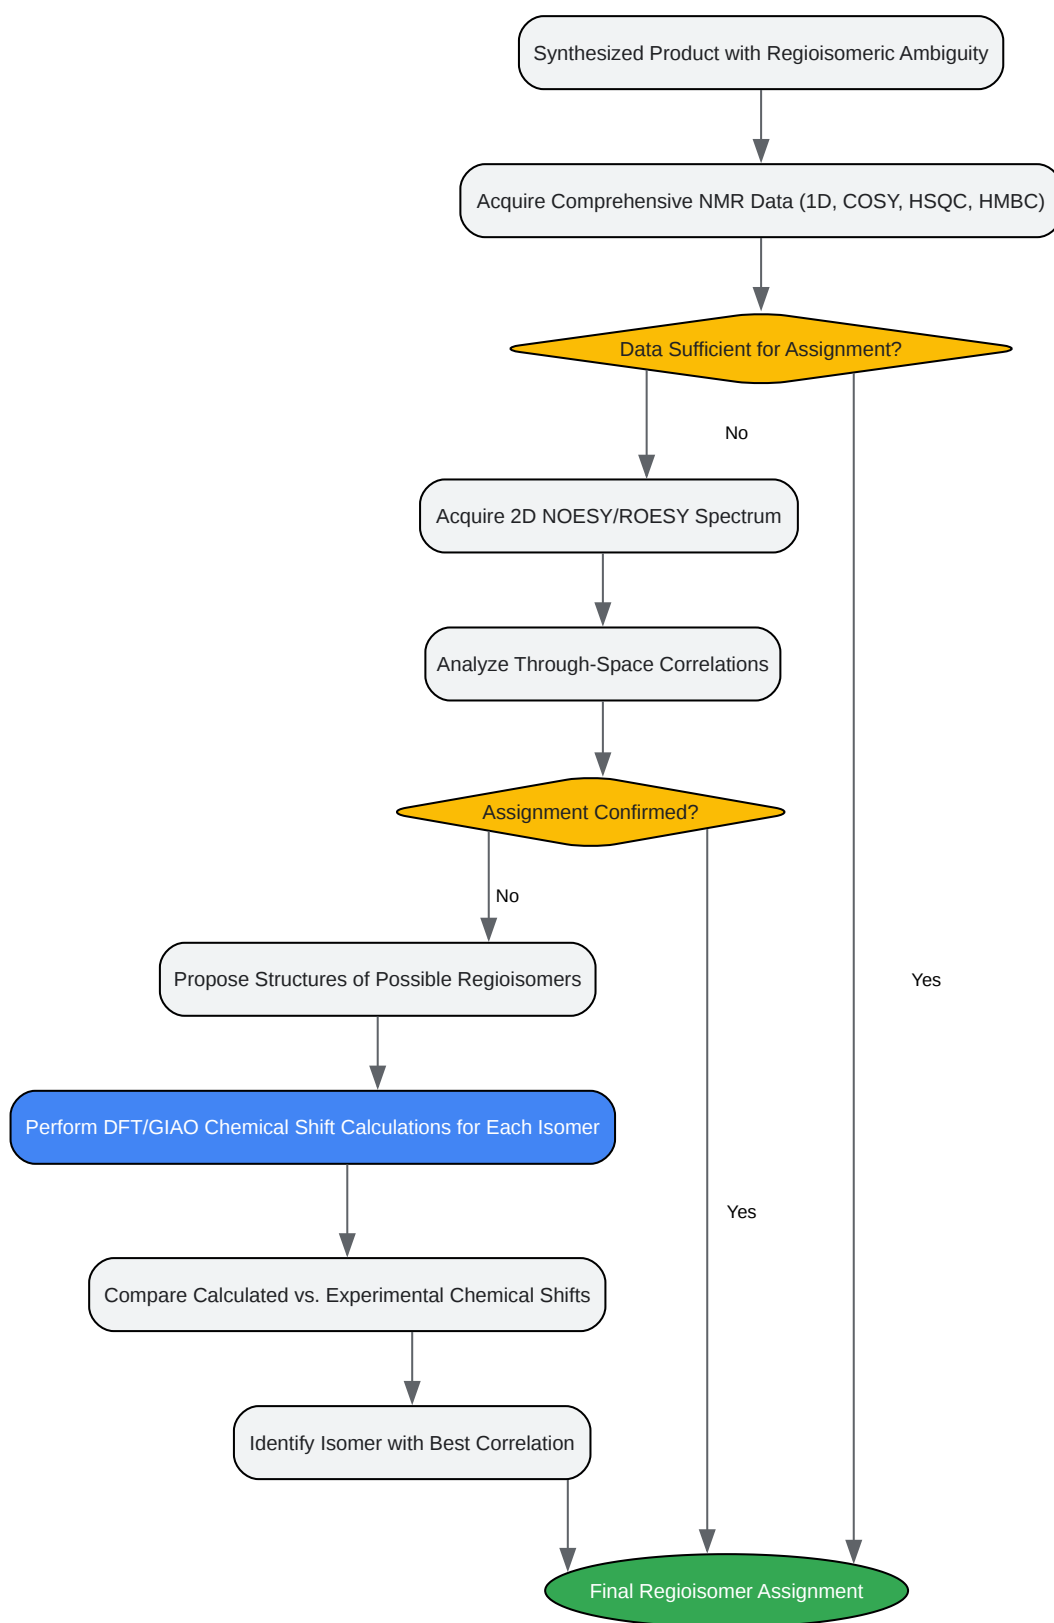 Synthesized Product with Regioisomeric Ambiguity
Acquire Comprehensive NMR Data (1D, COSY, HSQC, HMBC)
Data Sufficient for Assignment?
No
Acquire 2D NOESY/ROESY Spectrum
Analyze Through-Space Correlations
Assignment Confirmed?
No
Propose Structures of Possible Regioisomers
Yes
Perform DFT/GIAO Chemical Shift Calculations for Each Isomer
Yes
Compare Calculated vs. Experimental Chemical Shifts
Identify Isomer with Best Correlation
Final Regioisomer Assignment